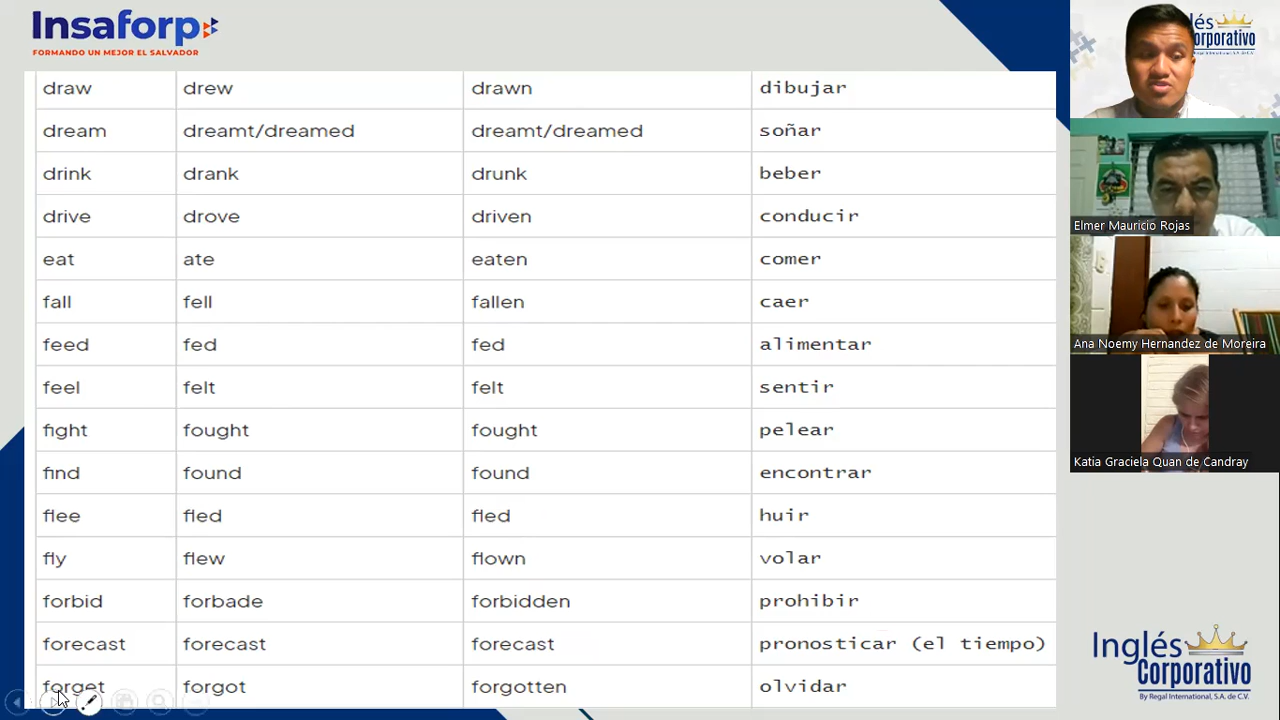 Insaforp
FORMANDO UN MEJOR EL SALVADOR
draw drew drawn dibujar
dream dreamt/dreamed dreamt/dreamed soñar
drink drank drunk beber
drive drove driven conducir
eat ate eaten comer
fall fell fallen caer
feed fed fed alimentar
feel felt felt sentir
fight fought fought pelear
find found found encontrar
flee fled fled huir
fly flew flown volar
forbid forbade forbidden prohibir
forecast forecast forecast pronosticar (el tiempo)
forget forgot forgotten olvidar
Elmer Mauricio Rojas
Ana Noemy Hernandez de Moreira
Katia Graciela Quan de Candray
Inglés
Corporativo
By Regal International, S.A. de C.V.